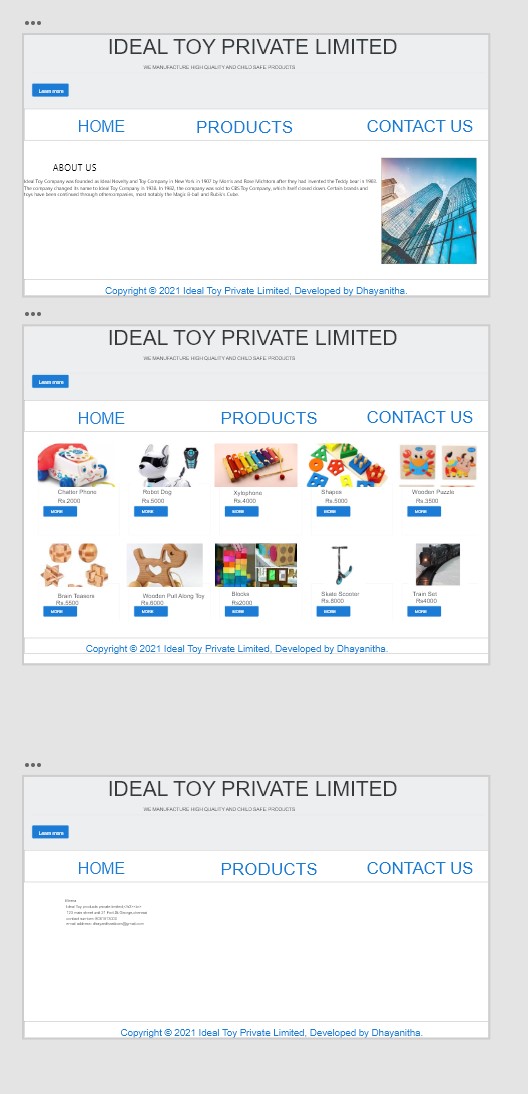 IDEAL TOY PRIVATE LIMITED
WE MANUFACTURE HIGH QUALITY AND CHILD SAFE PRODUCTS
Learn more
HOME PRODUCTS CONTACT US
ABOUT US
Ideal Toy Company was founded as Ideal Novelty and Toy Company in New York in 1907 by Morris and Rose Michtom after they had invented the Teddy bear in 1903.
The company changed its name to Ideal Toy Company in 1938. In 1982, the company was sold to CBS Toy Company, which itself closed down. Certain brands and
toys have been continued through other companies, most notably the Magic 8-ball and Rubik's Cube.
Copyright © 2021 Ideal Toy Private Limited, Developed by Dhayanitha.
IDEAL TOY PRIVATE LIMITED
WE MANUFACTURE HIGH QUALITY AND CHILD SAFE PRODUCTS
Learn more
HOME PRODUCTS CONTACT US
Chatter Phone Robot Dog Xylophone Shapes Wooden Puzzle
Rs.2000 Rs.5000 Rs.4000 Rs.5000 Rs.3500
MORE MORE MORE MORE MORE
Brain Teasers Wooden Pull Along Toy Blocks Skate Scooter Train Set
Rs.5500 Rs.6000 Rs2000 Rs.8000 Rs4000
MORE MORE MORE MORE MORE
Copyright © 2021 Ideal Toy Private Limited, Developed by Dhayanitha.
IDEAL TOY PRIVATE LIMITED
WE MANUFACTURE HIGH QUALITY AND CHILD SAFE PRODUCTS
Learn more
HOME PRODUCTS CONTACT US
Ideal Toy products private limited
Copyright © 2021 Ideal Toy Private Limited, Developed by Dhayanitha.